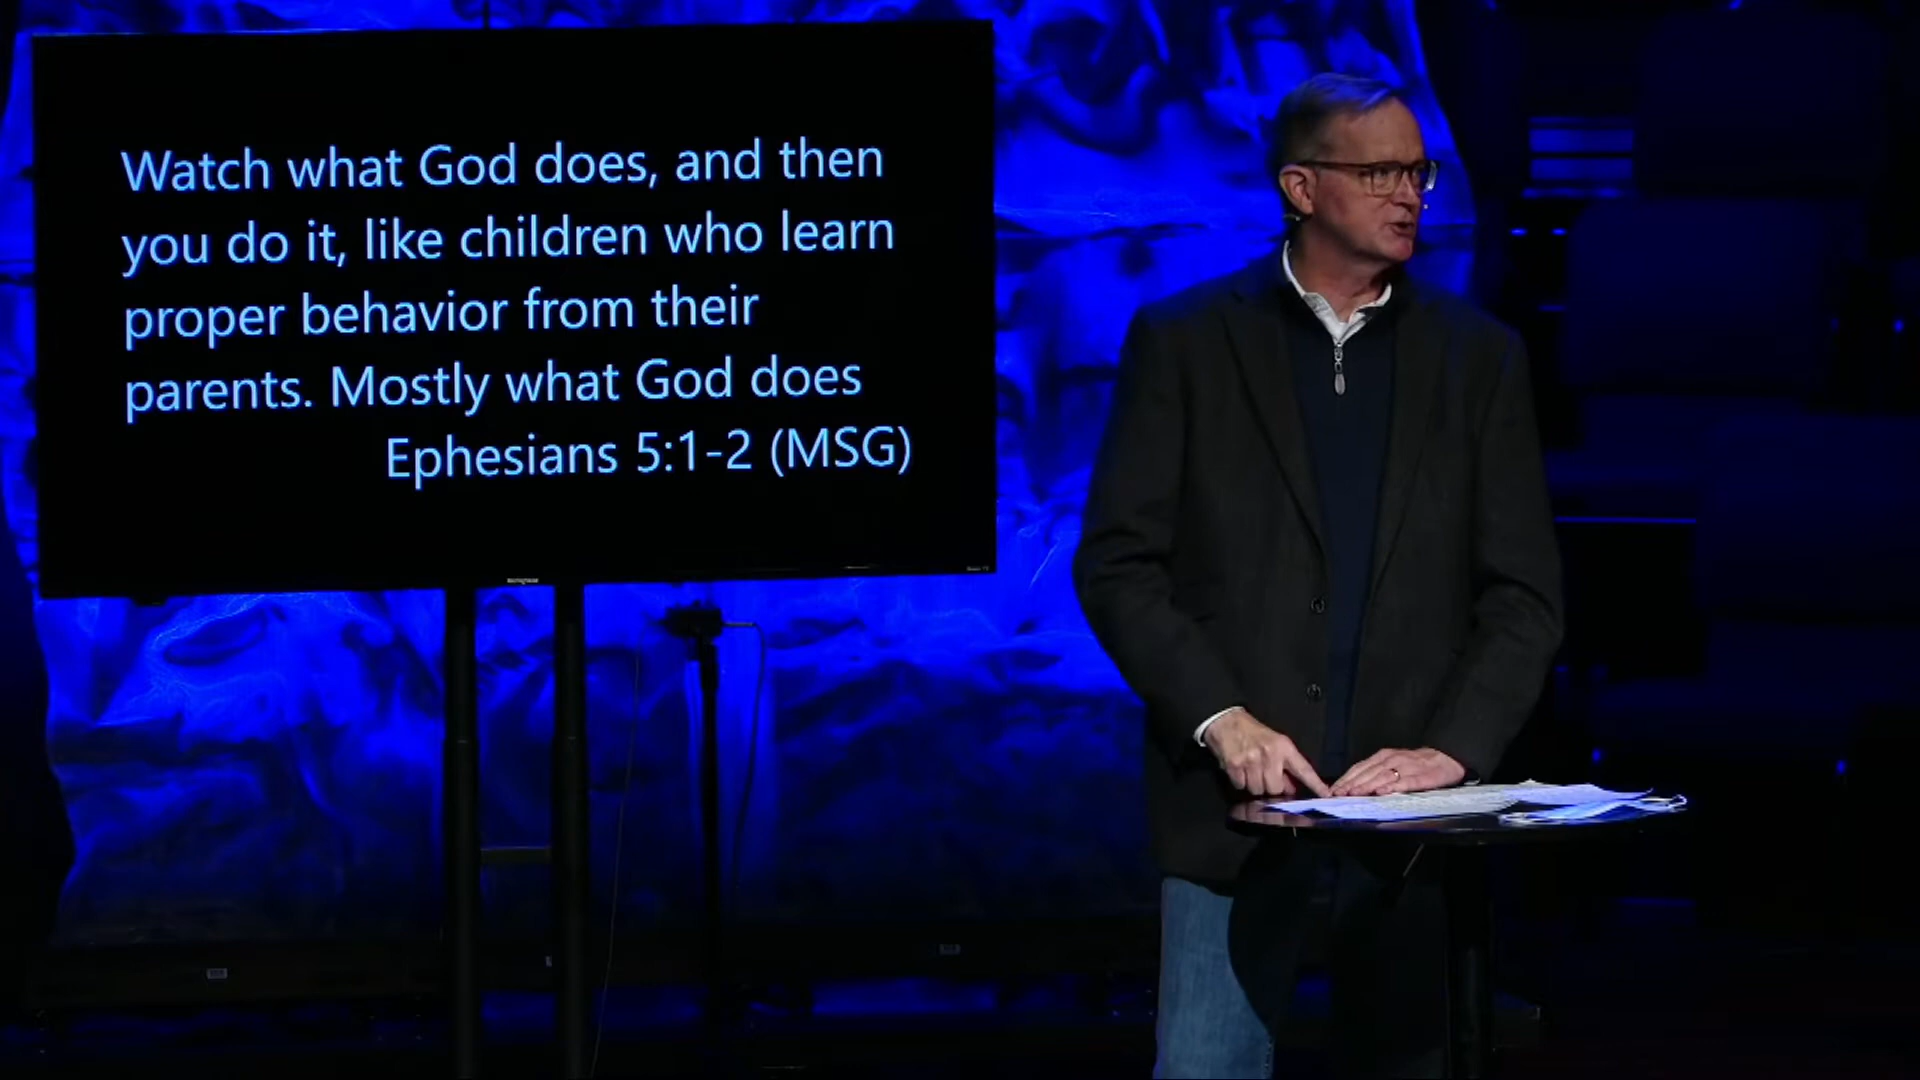 Watch what God does, and then
you do it, like children who learn
proper behavior from their
parents. Mostly what God does
Ephesians 5:1-2 (MSG)